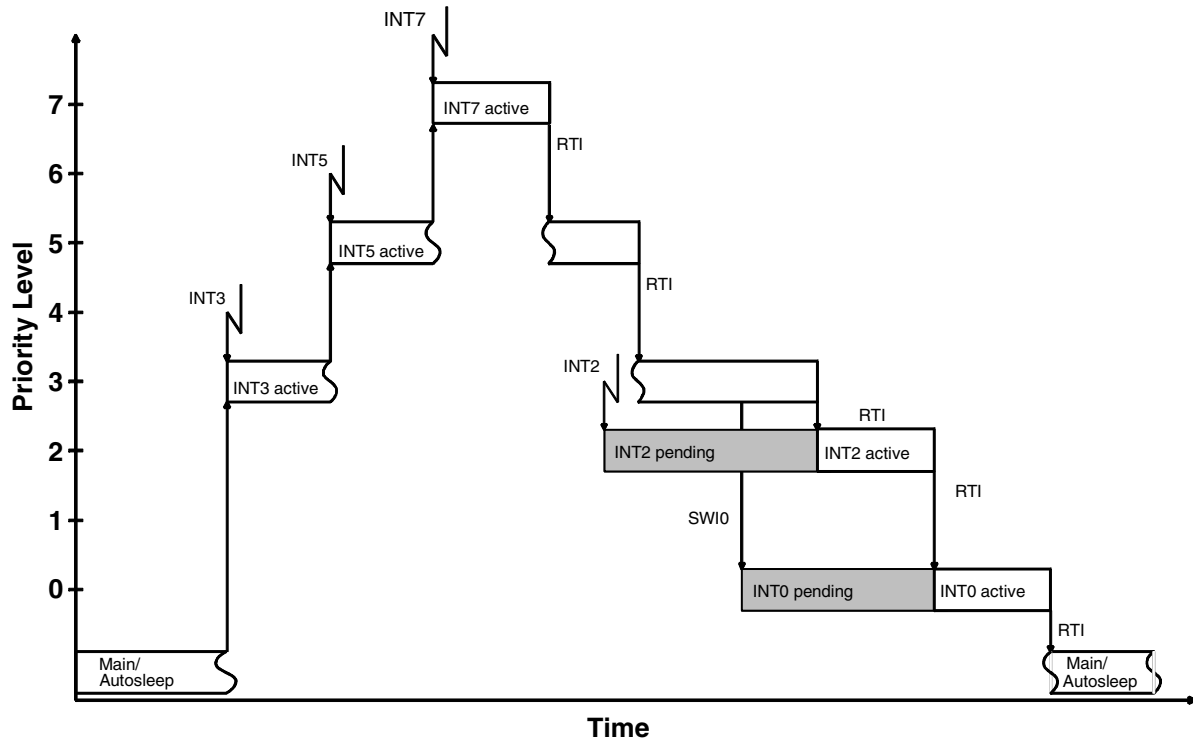 INT7
7
INT7 active
RTI
6
INT5
5
INT5 active
RTI
4
INT3
3
INT3 active
INT2
RTI
2
INT2 pending
INT2 active
RTI
1
SWI0
0
INT0 pending
INT0 active
RTI
Main/
Autosleep
Main/
Autosleep
Priority Level
Time